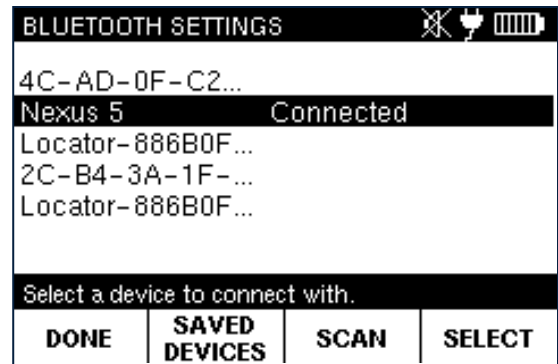 BLUETOOTH SETTINGS
4C-AD-0F-C2...
Nexus 5 Connected
Locator-886B0F...
2C-B4-3A-1F-...
Locator-886B0F...
Select a device to connect with.
DONE SAVED DEVICES SCAN SELECT